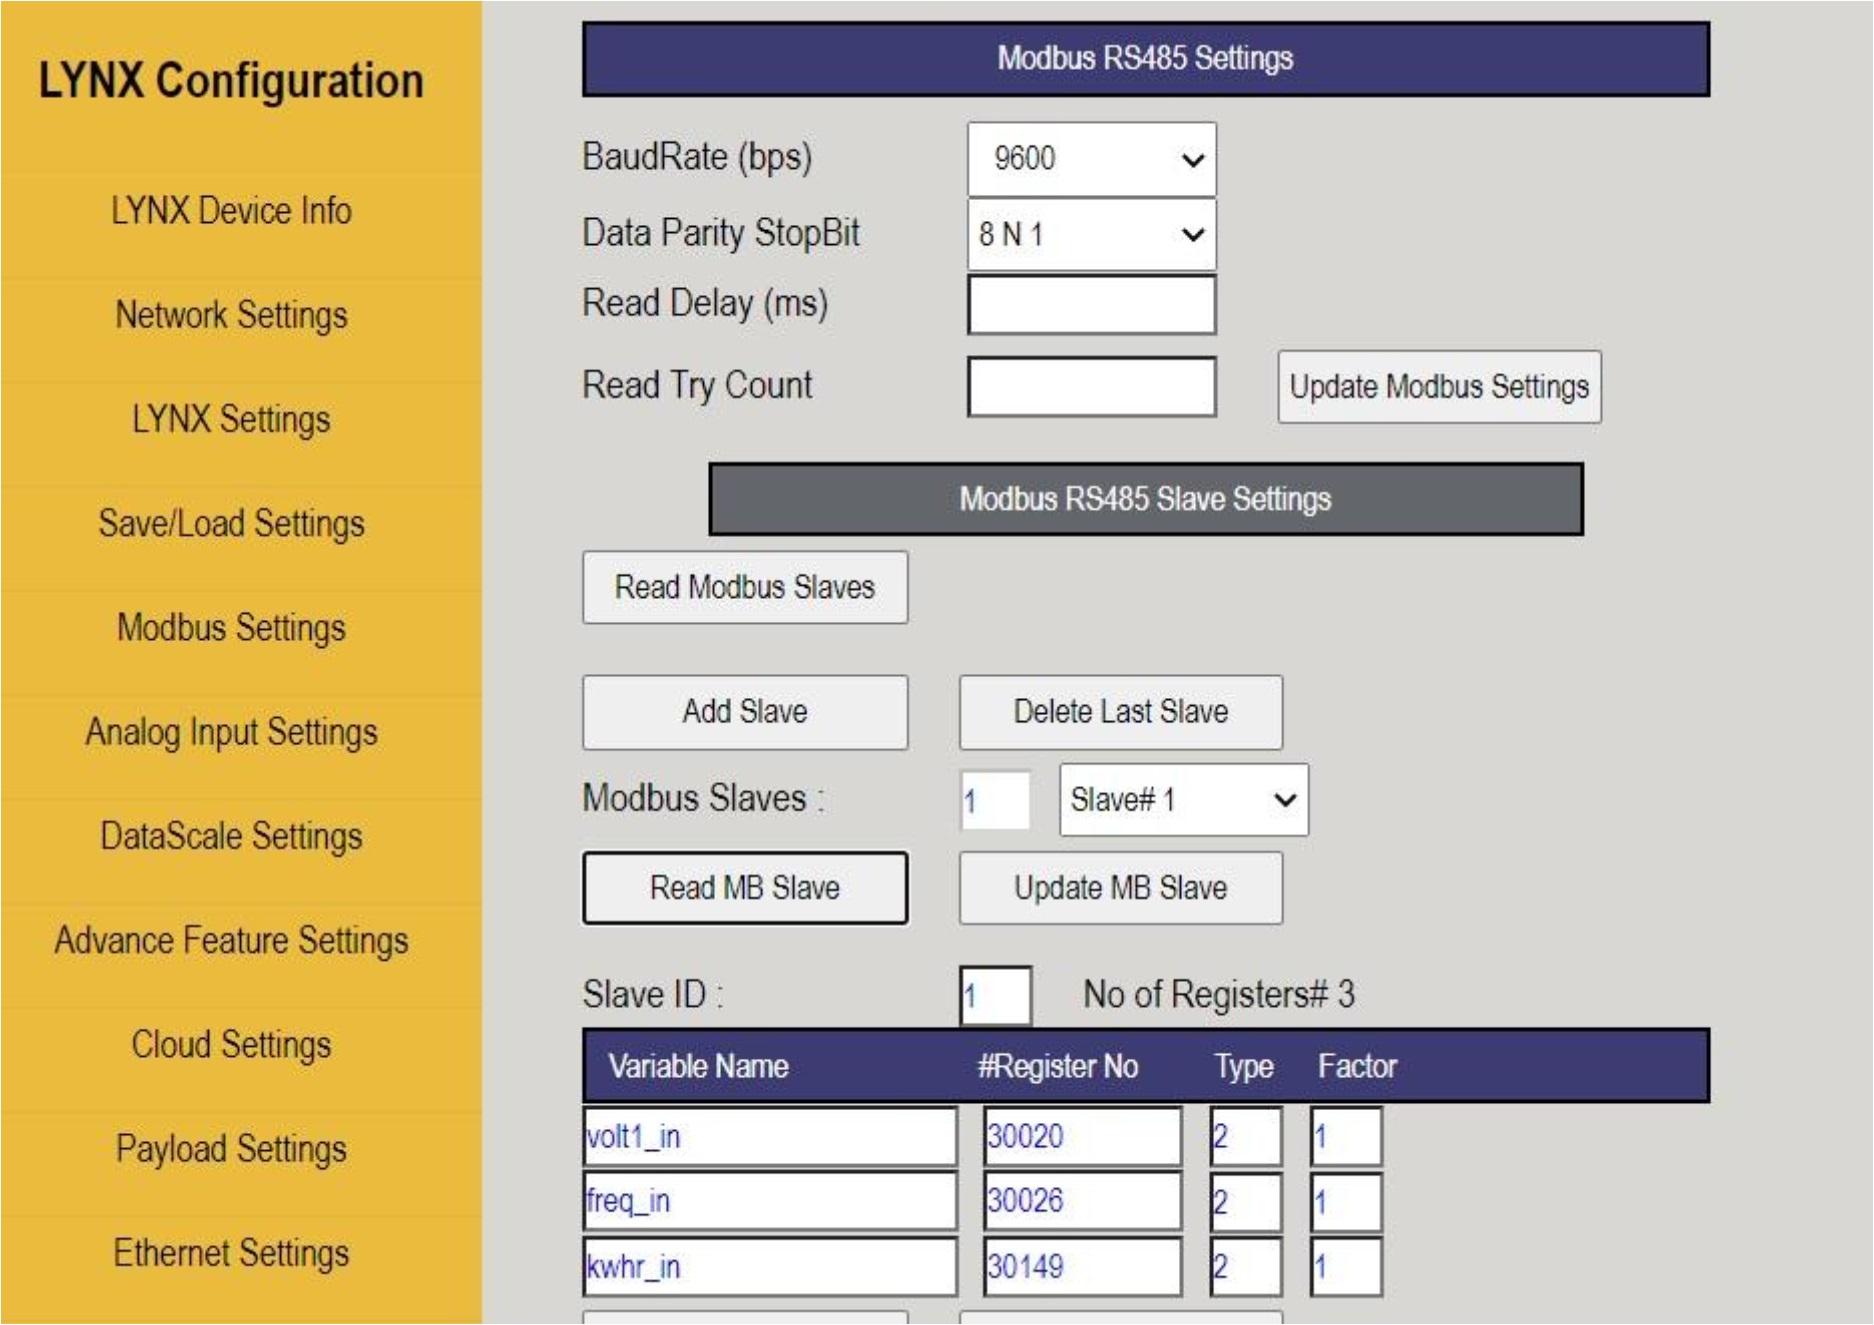 LYNX Configuration
LYNX Device Info
Network Settings
LYNX Settings
Save/Load Settings
Modbus Settings
Analog Input Settings
DataScale Settings
Advance Feature Settings
Cloud Settings
Payload Settings
Ethernet Settings
Modbus RS485 Settings
BaudRate (bps) 9600
Data Parity StopBit 8 N 1
Read Delay (ms)
Read Try Count Update Modbus Settings
Modbus RS485 Slave Settings
Read Modbus Slaves
Add Slave Delete Last Slave
Modbus Slaves : 1 Slave# 1
Read MB Slave Update MB Slave
Slave ID : 1 No of Registers# 3
Variable Name #Register No Type Factor
volt1_in 30020 2 1
freq_in 30026 2 1
kwhr_in 30149 2 1